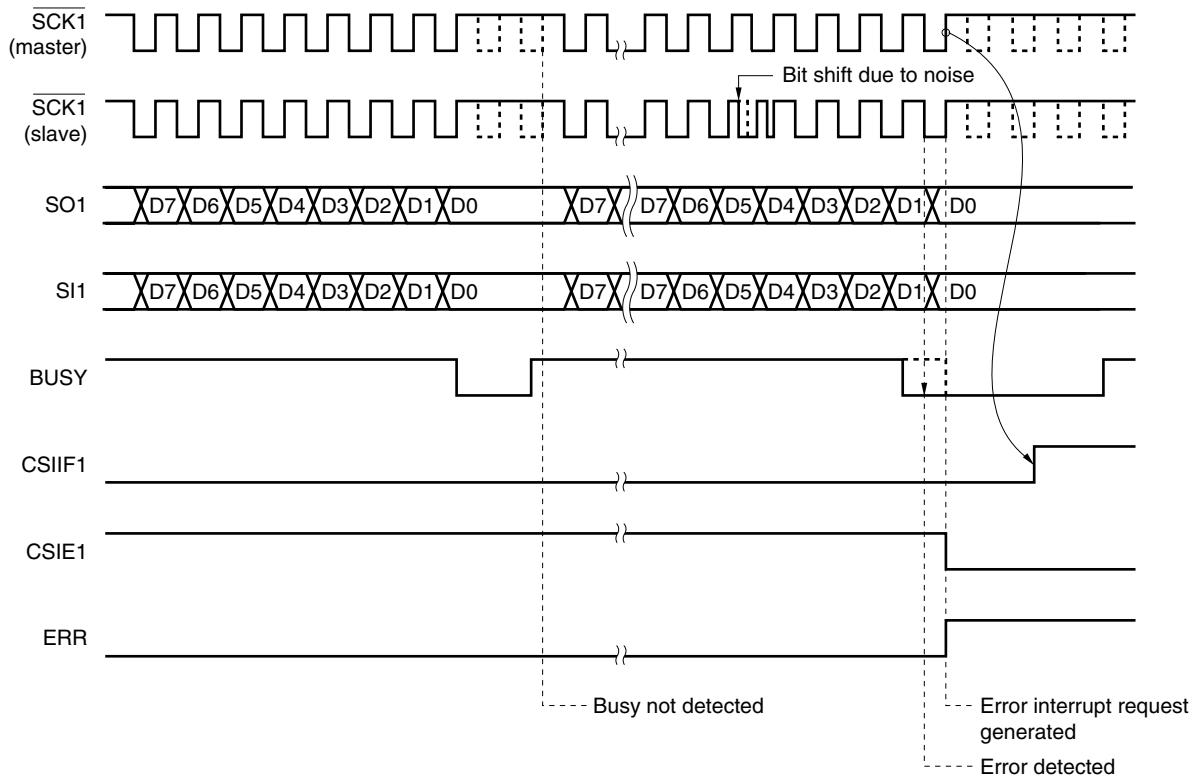 SCK1
(master)
Bit shift due to noise
SCK1
(slave)
SO1 D7 D6 D5 D4 D3 D2 D1 D0 D7 D7 D6 D5 D4 D3 D2 D1 D0
SI1 D7 D6 D5 D4 D3 D2 D1 D0 D7 D7 D6 D5 D4 D3 D2 D1 D0
BUSY
CSIIF1
CSIE1
ERR
Busy not detected
Error interrupt request
generated
Error detected